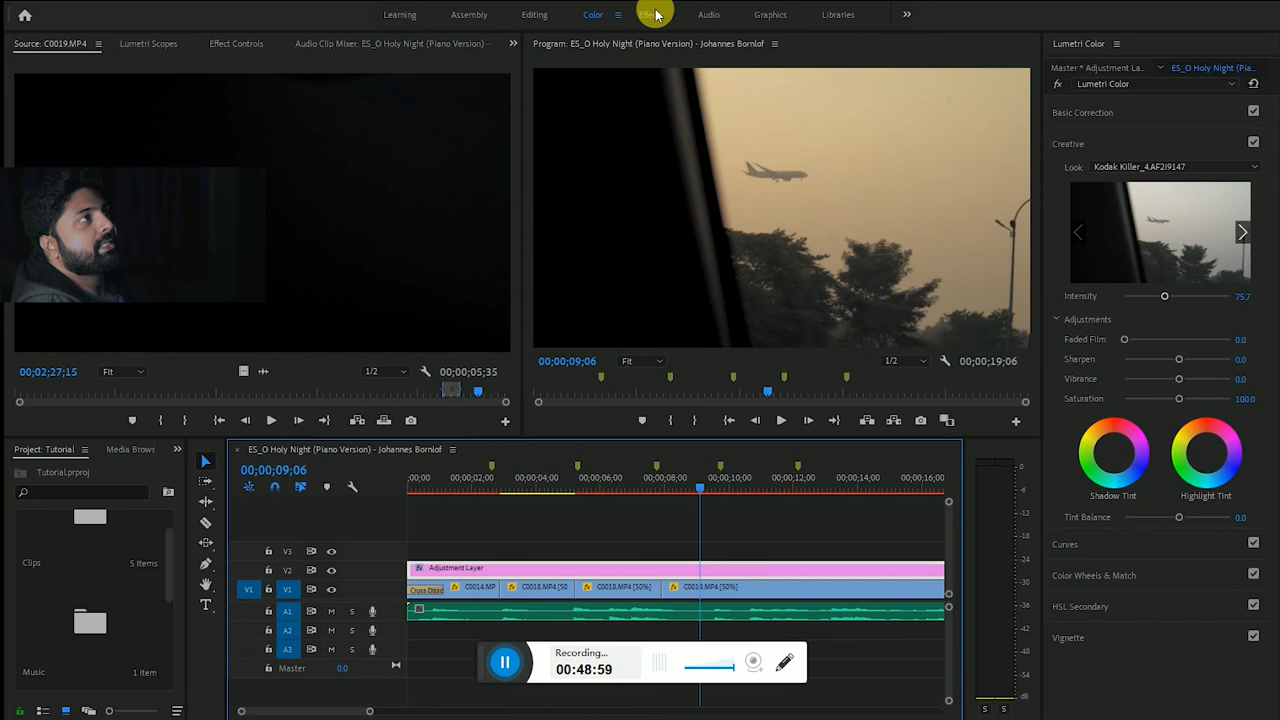 Learning Assembly Editing Color Audio Graphics Libraries
Source: C0019.MP4 Lumetri Scopes Effect Controls Audio Clip Mixer: ES_O Holy Night (Piano Version) -
Program: ES_O Holy Night (Piano Version) - Johannes Bornlof
Lumetri Color
Master * Adjustment La... ES_O Holy Night (Pia...
fx Lumetri Color
Basic Correction
Creative
Look Kodak Killer_4.AF2I9147
Intensity 75.7
Adjustments
Faded Film 0.0
Sharpen 0.0
Vibrance 0.0
Saturation 100.0
Shadow Tint Highlight Tint
Tint Balance 0.0
Curves
Color Wheels & Match
HSL Secondary
Vignette
00;02;27;15 Fit 1/2 00;00;05;35
00;00;09;06 Fit 1/2 00;00;19;06
Project: Tutorial Media Brows
Tutorial.prproj
Clips 5 Items
Music 1 Item
ES_O Holy Night (Piano Version) - Johannes Bornlof
00;00;09;06
;00;00 00;00;02;00 00;00;04;00 00;00;06;00 00;00;08;00 00;00;10;00 00;00;12;00 00;00;14;00 00;00;16;00
V3
V2 fx Adjustment Layer
V1 V1 Cross Disso fx C0014.MP fx C0018.MP4 [50 fx C0018.MP4 [50%] fx C0019.MP4 [50%]
A1 M S fx
A2 M S
A3 M S
Master 0.0
Recording...
00:48:59
0
-6
-12
-18
-24
-30
-36
-42
-48
-54
dB
S S